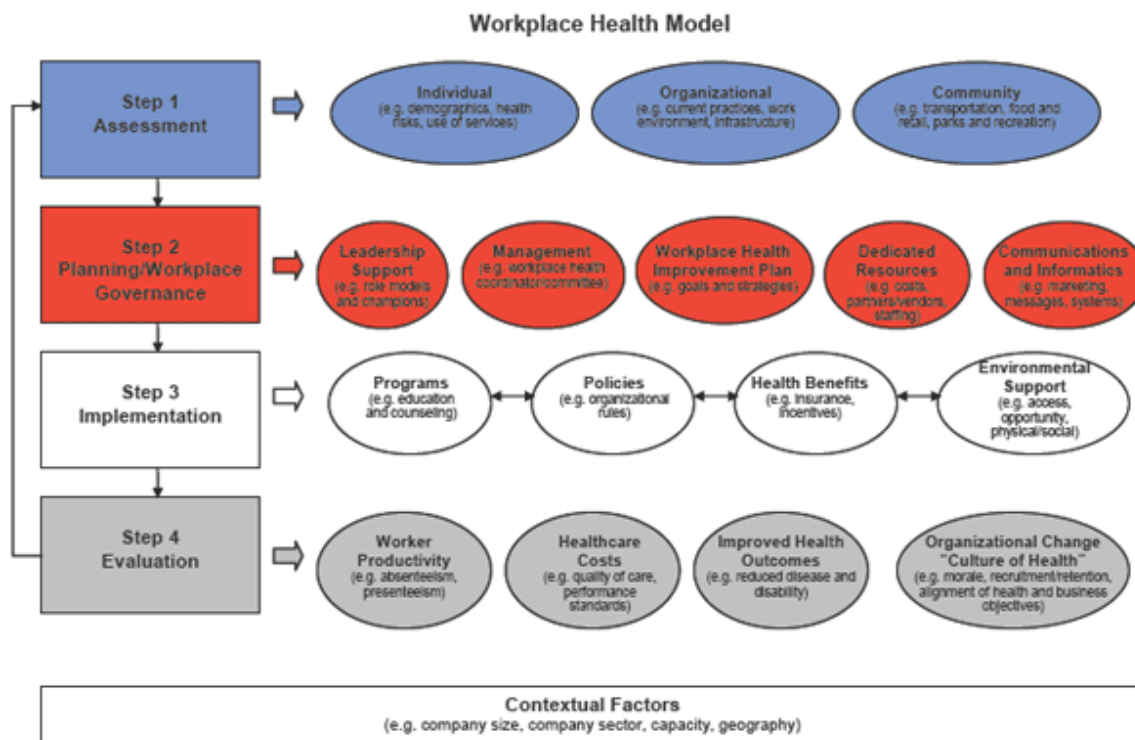 Workplace Health Model
Step 1
Assessment
Individual
(e.g. demographics, health
risks, use of services)
Organizational
(e.g. current practices, work
environment, infrastructure)
Community
(e.g. transportation, food and
retail, parks and recreation)
Step 2
Planning/Workplace
Governance
Leadership
Support
(e.g. role models
and champions)
Management
(e.g. workplace health
coordinator/committee)
Workplace Health
Improvement Plan
(e.g. goals and strategies)
Dedicated
Resources
(e.g. costs,
partners/vendors,
staffing)
Communications
and Informatics
(e.g. marketing,
messages, systems)
Step 3
Implementation
Programs
(e.g. education
and counseling)
Policies
(e.g. organizational
rules)
Health Benefits
(e.g. insurance,
incentives)
Environmental
Support
(e.g. access,
opportunity,
physical/social)
Step 4
Evaluation
Worker
Productivity
(e.g. absenteeism,
presenteeism)
Healthcare
Costs
(e.g. quality of care,
performance
standards)
Improved Health
Outcomes
(e.g. reduced disease and
disability)
Organizational Change
"Culture of Health"
(e.g. morale, recruitment/retention,
alignment of health and business
objectives)
Contextual Factors
(e.g. company size, company sector, capacity, geography)